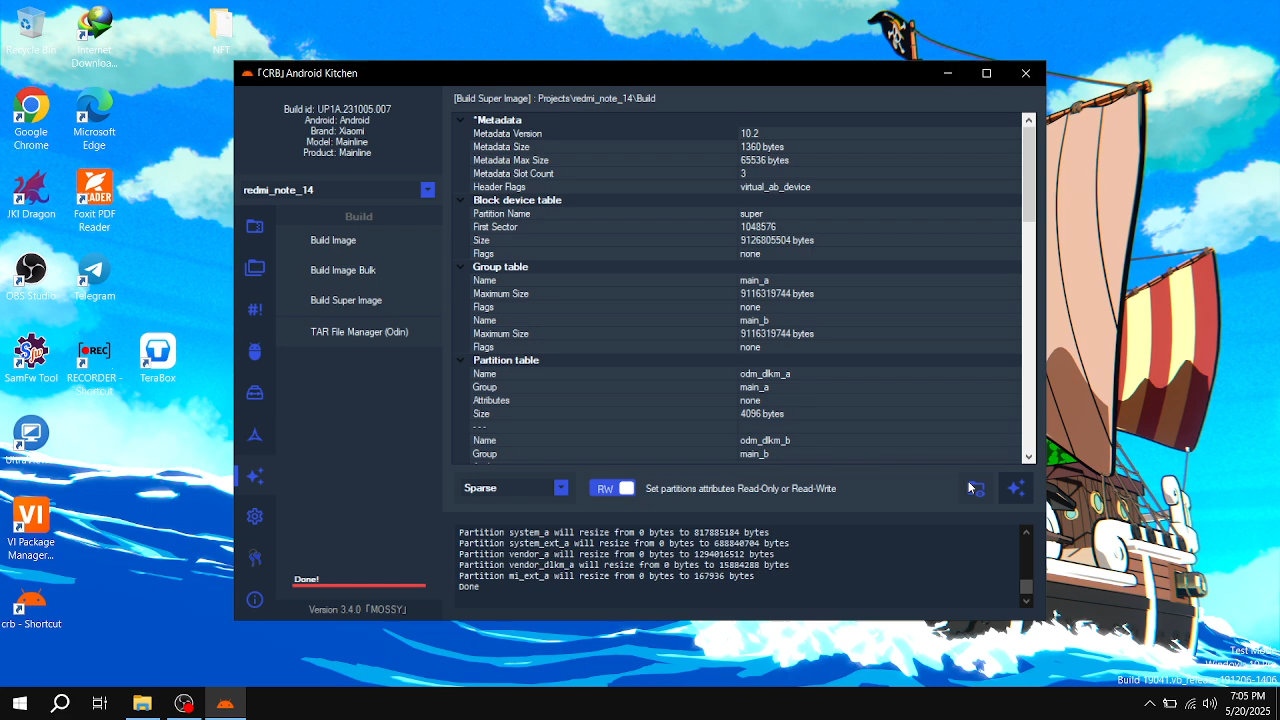 Recycle Bin
Internet
Downloa...
NFT
Google
Chrome
Microsoft
Edge
JKI Dragon
Foxit PDF
Reader
OBS Studio
Telegram
SamFw Tool
RECORDER -
Shortcut
TeraBox
VI Package
Manager...
crb - Shortcut
「CRB」Android Kitchen
Build id: UP1A.231005.007
Android: Android
Brand: Xiaomi
Model: Mainline
Product: Mainline
redmi_note_14
Build
Build Image
Build Image Bulk
Build Super Image
TAR File Manager (Odin)
Done!
Version 3.4.0「MOSSY」
[Build Super Image] : Projects\redmi_note_14\Build
*Metadata
Metadata Version 10.2
Metadata Size 1360 bytes
Metadata Max Size 65536 bytes
Metadata Slot Count 3
Header Flags virtual_ab_device
Block device table
Partition Name super
First Sector 1048576
Size 9126805504 bytes
Flags none
Group table
Name main_a
Maximum Size 9116319744 bytes
Flags none
Name main_b
Maximum Size 9116319744 bytes
Flags none
Partition table
Name odm_dlkm_a
Group main_a
Attributes none
Size 4096 bytes
- - -
Name odm_dlkm_b
Group main_b
Sparse
RW
Set partitions attributes Read-Only or Read-Write
Partition system_a will resize from 0 bytes to 817885184 bytes
Partition system_ext_a will resize from 0 bytes to 688840704 bytes
Partition vendor_a will resize from 0 bytes to 1294016512 bytes
Partition vendor_dlkm_a will resize from 0 bytes to 15884288 bytes
Partition mi_ext_a will resize from 0 bytes to 167936 bytes
Done
Test Mode
Windows 10 Pro
Build 19041.vb_release.191206-1406
7:05 PM
5/20/2025